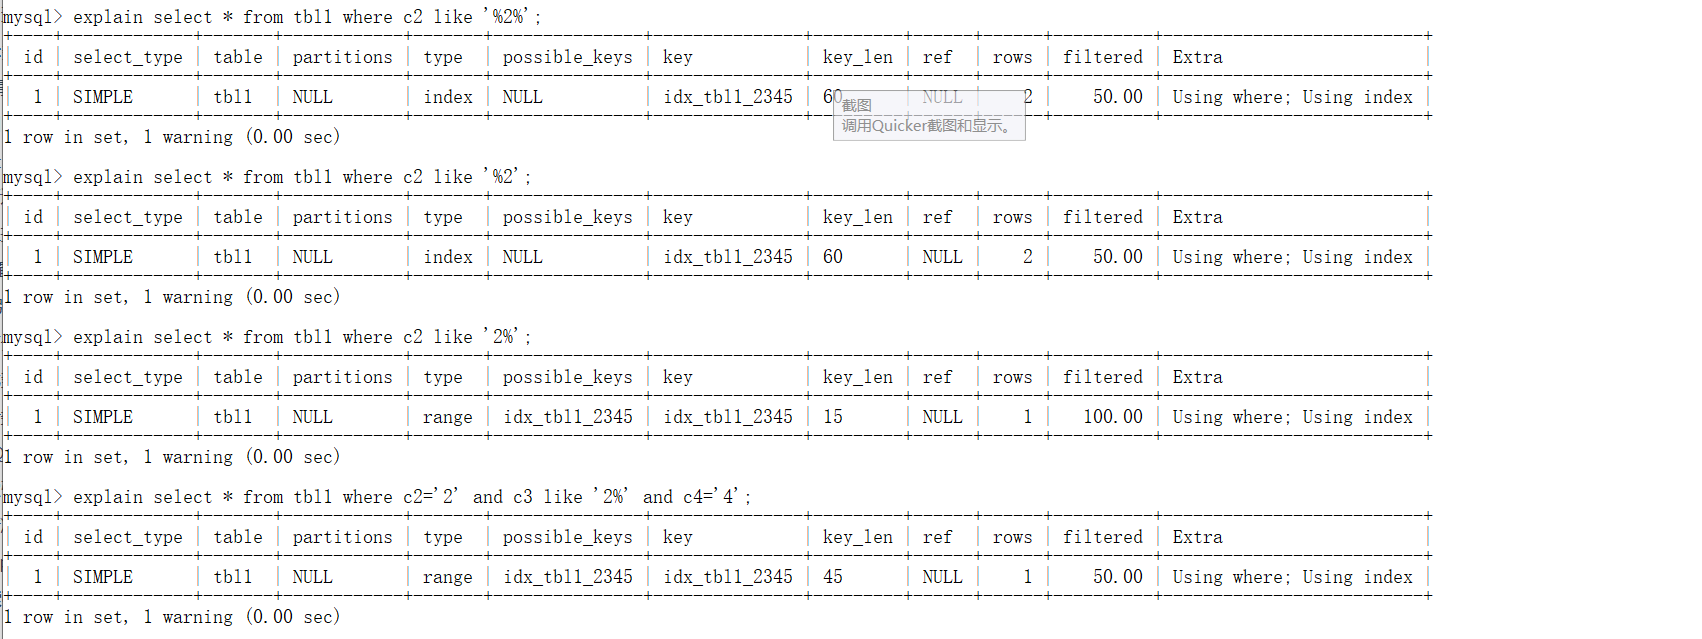 mysql> explain select * from tbl1 where c2 like '%2%';
| id | select_type | table | partitions | type | possible_keys | key | key_len | ref | rows | filtered | Extra |
| 1 | SIMPLE | tbl1 | NULL | index | NULL | idx_tbl1_2345 | 60 | NULL | 2 | 50.00 | Using where; Using index |
截图
调用Quicker截图和显示。
1 row in set, 1 warning (0.00 sec)
mysql> explain select * from tbl1 where c2 like '%2';
| id | select_type | table | partitions | type | possible_keys | key | key_len | ref | rows | filtered | Extra |
| 1 | SIMPLE | tbl1 | NULL | index | NULL | idx_tbl1_2345 | 60 | NULL | 2 | 50.00 | Using where; Using index |
1 row in set, 1 warning (0.00 sec)
mysql> explain select * from tbl1 where c2 like '2%';
| id | select_type | table | partitions | type | possible_keys | key | key_len | ref | rows | filtered | Extra |
| 1 | SIMPLE | tbl1 | NULL | range | idx_tbl1_2345 | idx_tbl1_2345 | 15 | NULL | 1 | 100.00 | Using where; Using index |
1 row in set, 1 warning (0.00 sec)
mysql> explain select * from tbl1 where c2='2' and c3 like '2%' and c4='4';
| id | select_type | table | partitions | type | possible_keys | key | key_len | ref | rows | filtered | Extra |
| 1 | SIMPLE | tbl1 | NULL | range | idx_tbl1_2345 | idx_tbl1_2345 | 45 | NULL | 1 | 50.00 | Using where; Using index |
1 row in set, 1 warning (0.00 sec)